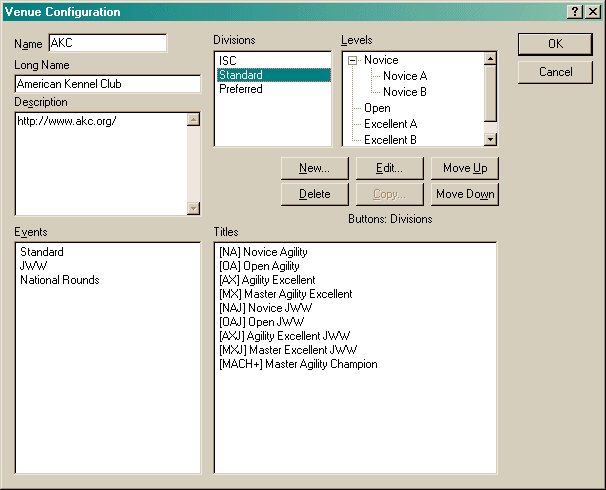 Venue Configuration
Name AKC
Long Name
American Kennel Club
Description
http://www.akc.org/
Divisions
ISC
Standard
Preferred
Levels
Novice
Novice A
Novice B
Open
Excellent A
Excellent B
OK
Cancel
New... Edit... Move Up
Delete Copy... Move Down
Buttons: Divisions
Events
Standard
JWW
National Rounds
Titles
[NA] Novice Agility
[OA] Open Agility
[AX] Agility Excellent
[MX] Master Agility Excellent
[NAJ] Novice JWW
[OAJ] Open JWW
[AXJ] Agility Excellent JWW
[MXJ] Master Excellent JWW
[MACH+] Master Agility Champion